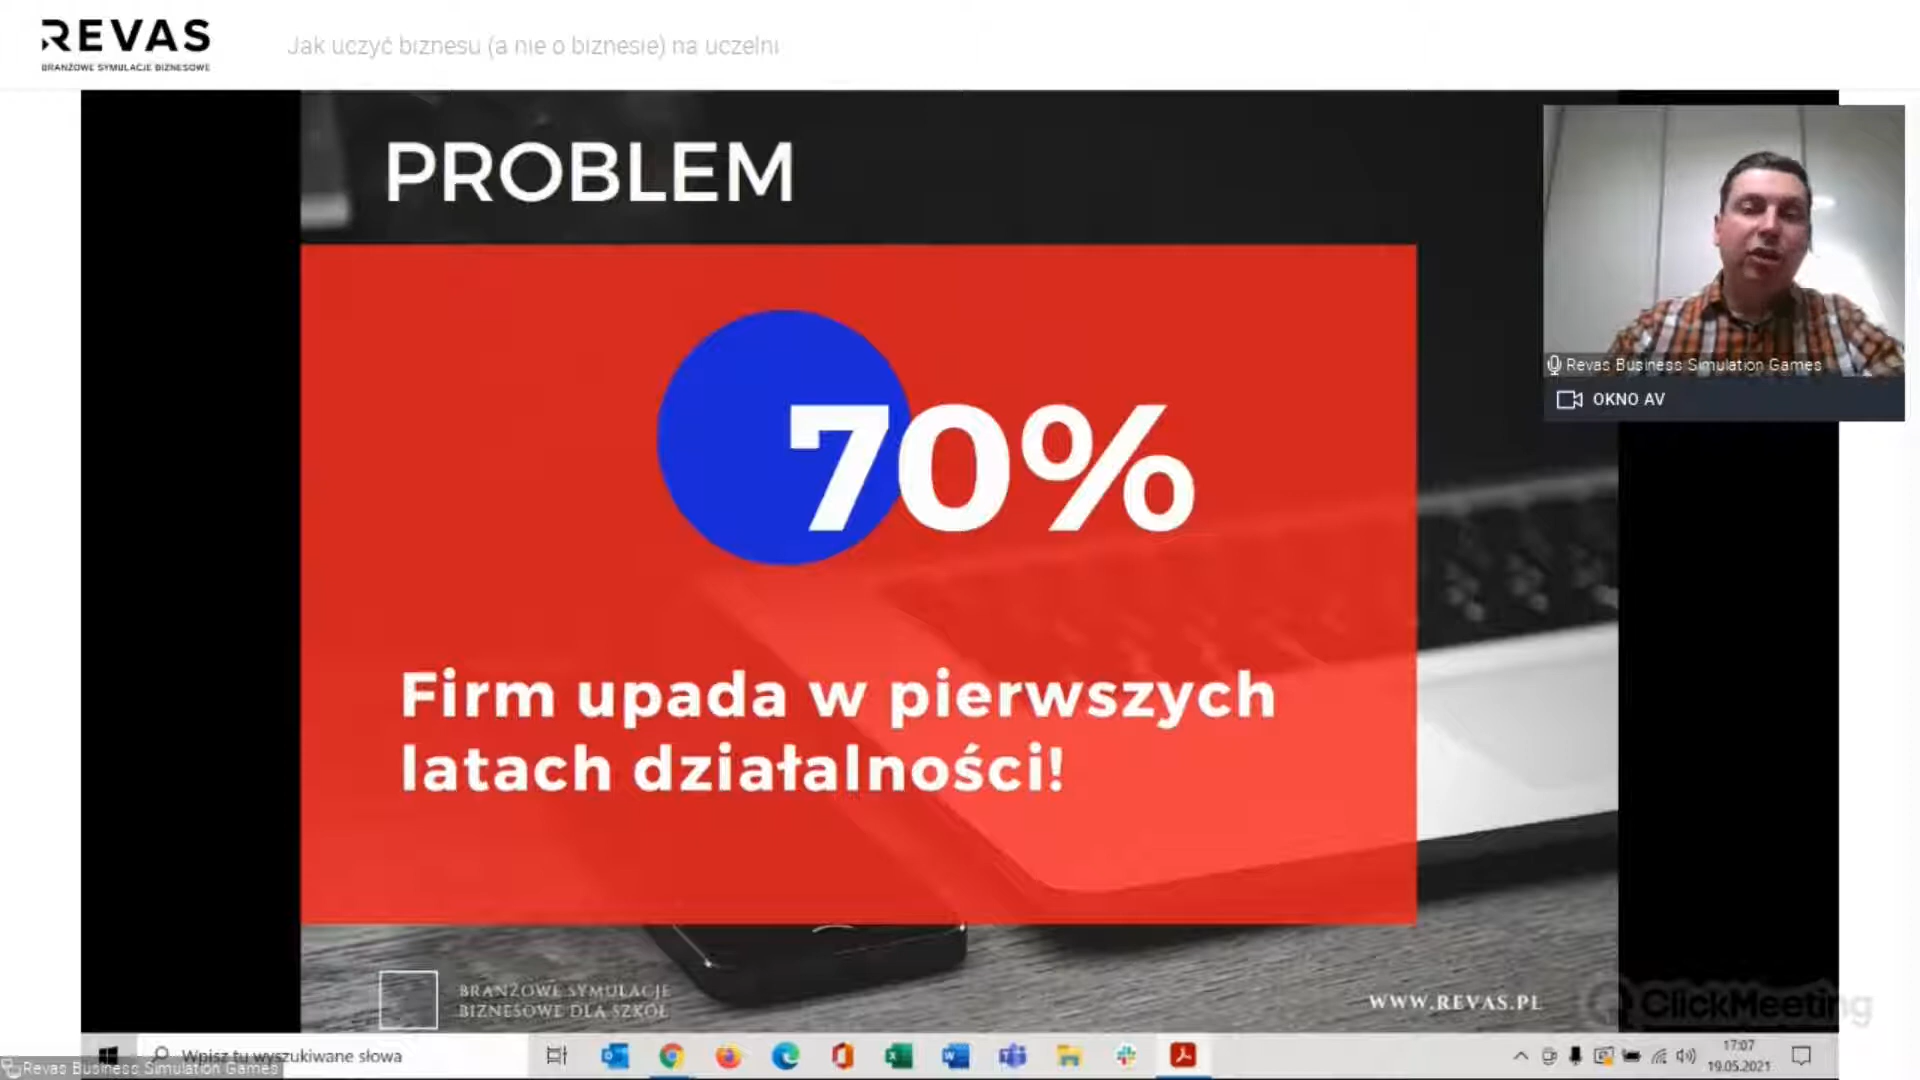 REVAS
BRANŻOWE SYMULACJE BIZNESOWE
Jak uczyć biznesu (a nie o biznesie) na uczelni
PROBLEM
70%
Firm upada w pierwszych
latach działalności!
Revas Business Simulation Games
OKNO AV
BRANŻOWE SYMULACJE
BIZNESOWE DLA SZKÓŁ
WWW.REVAS.PL
ClickMeeting
Wpisz tu wyszukiwane słowa
Revas Business Simulation Games
17:07
19.05.2021